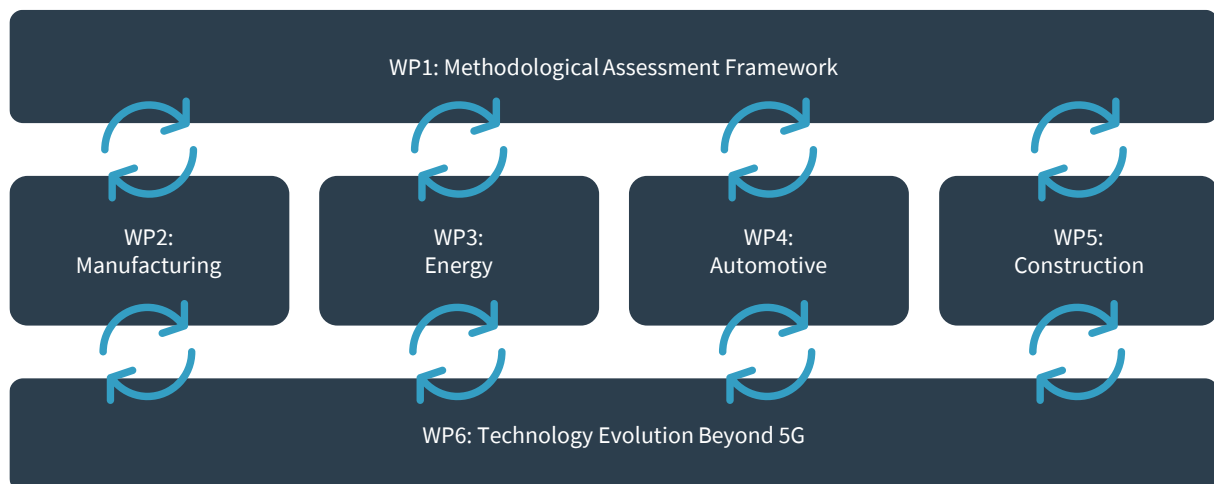 WP1: Methodological Assessment Framework
WP2:
Manufacturing
WP3:
Energy
WP4:
Automotive
WP5:
Construction
WP6: Technology Evolution Beyond 5G